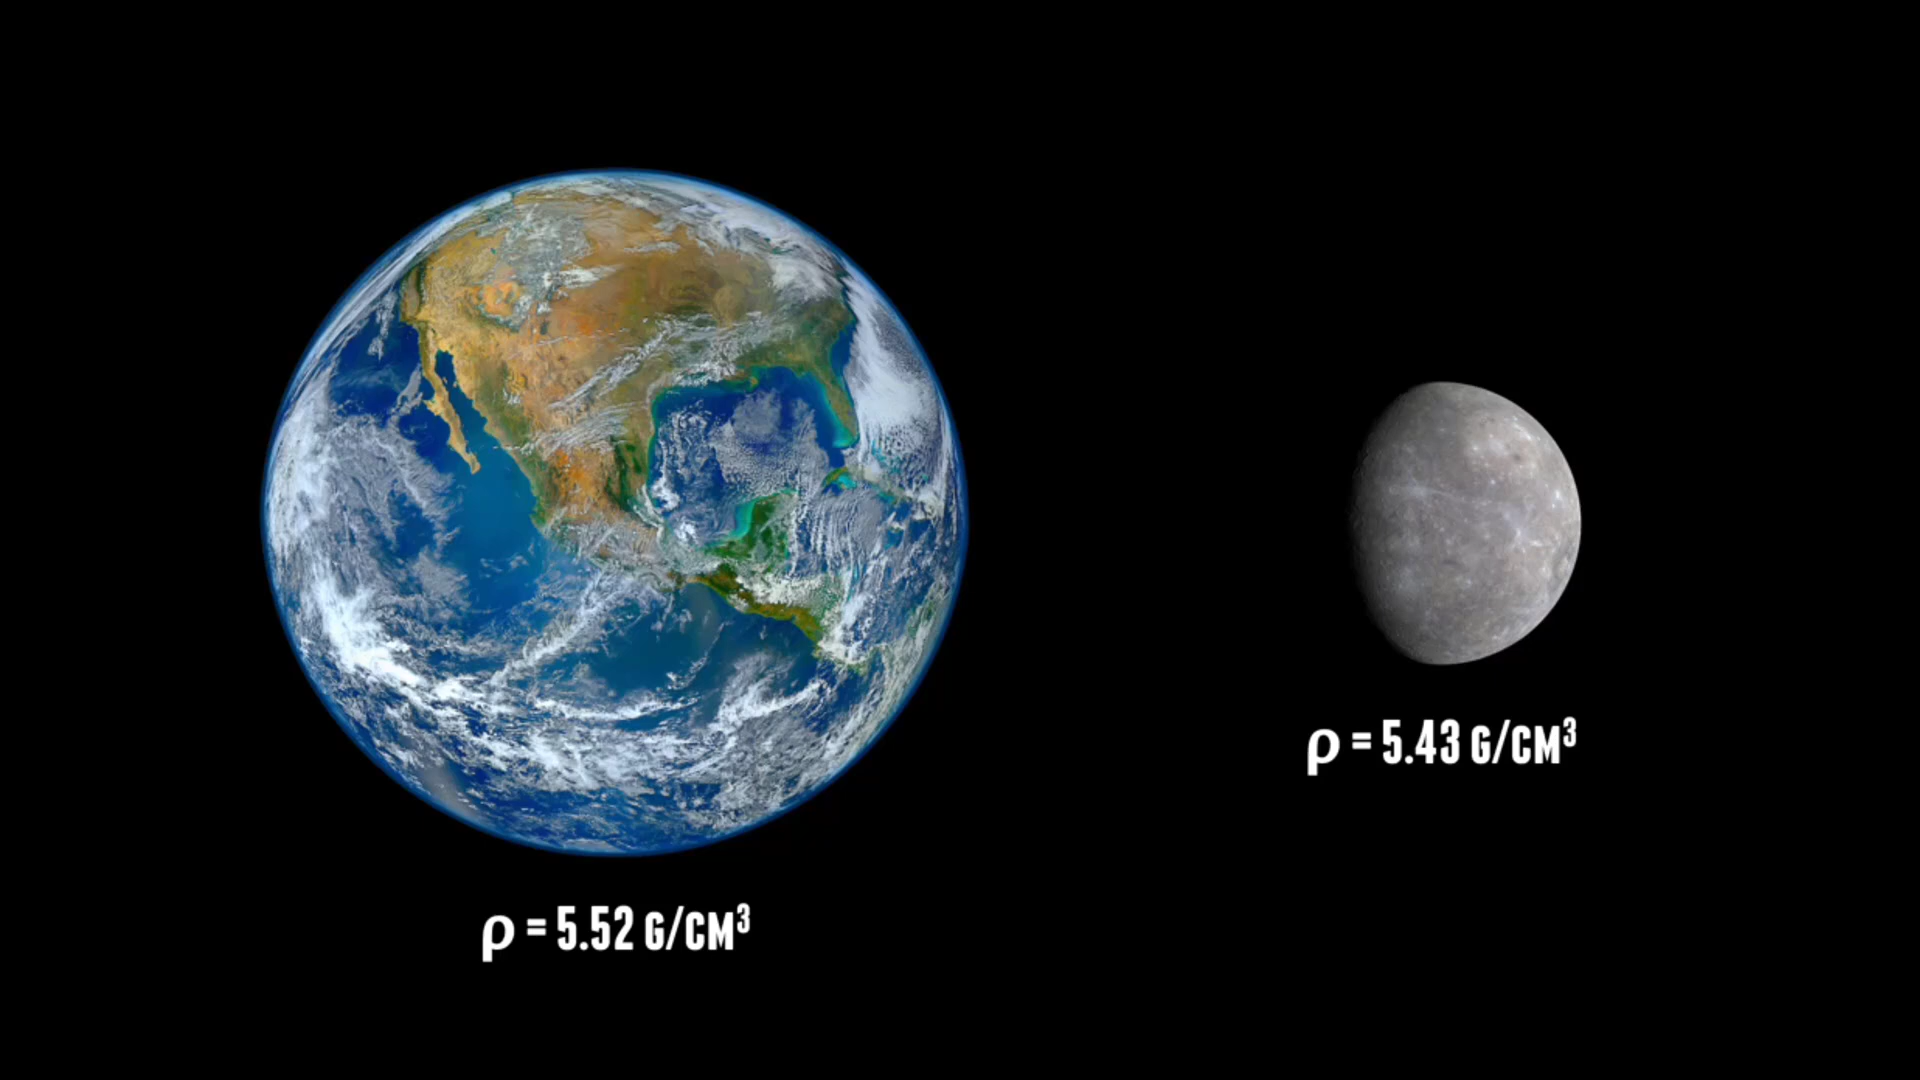 ρ = 5.43 G/CM³
ρ = 5.52 G/CM³